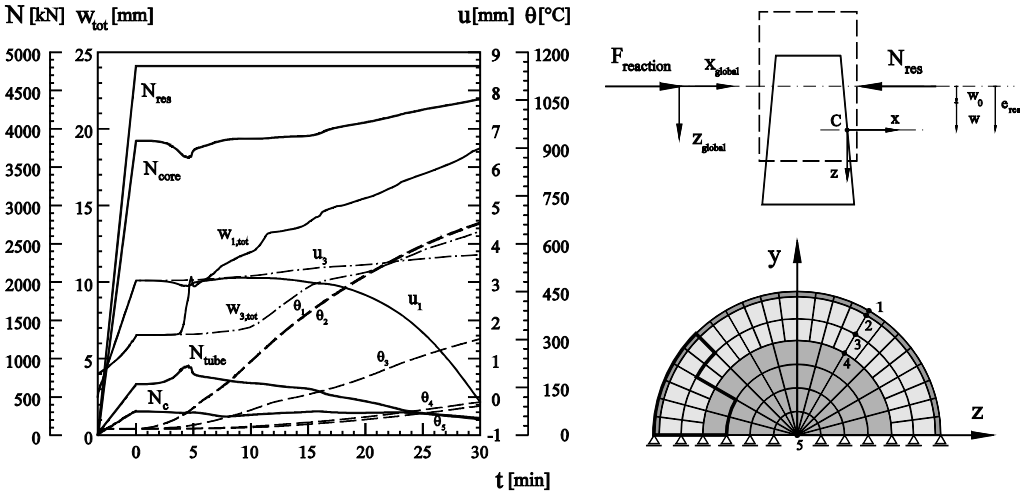 N [kN] W_tot [mm] u [mm] θ [°C]
5000 25 9 1200
4500 8 1050
4000 20 7 900
3500 6 750
3000 15 5
2500 4 600
2000 10 3 450
1500 2 300
1000 5 1 150
500 0
0 0 -1 0
N_res
N_core
w_1,tot
u_3
w_3,tot
θ_1
θ_2
u_1
N_tube
θ_3
N_c
θ_4
θ_5
0 5 10 15 20 25 30
t [min]
F_reaction
x_global
N_res
w_0
w
e_res
C
x
z_global
z
y
1
2
3
4
z
5